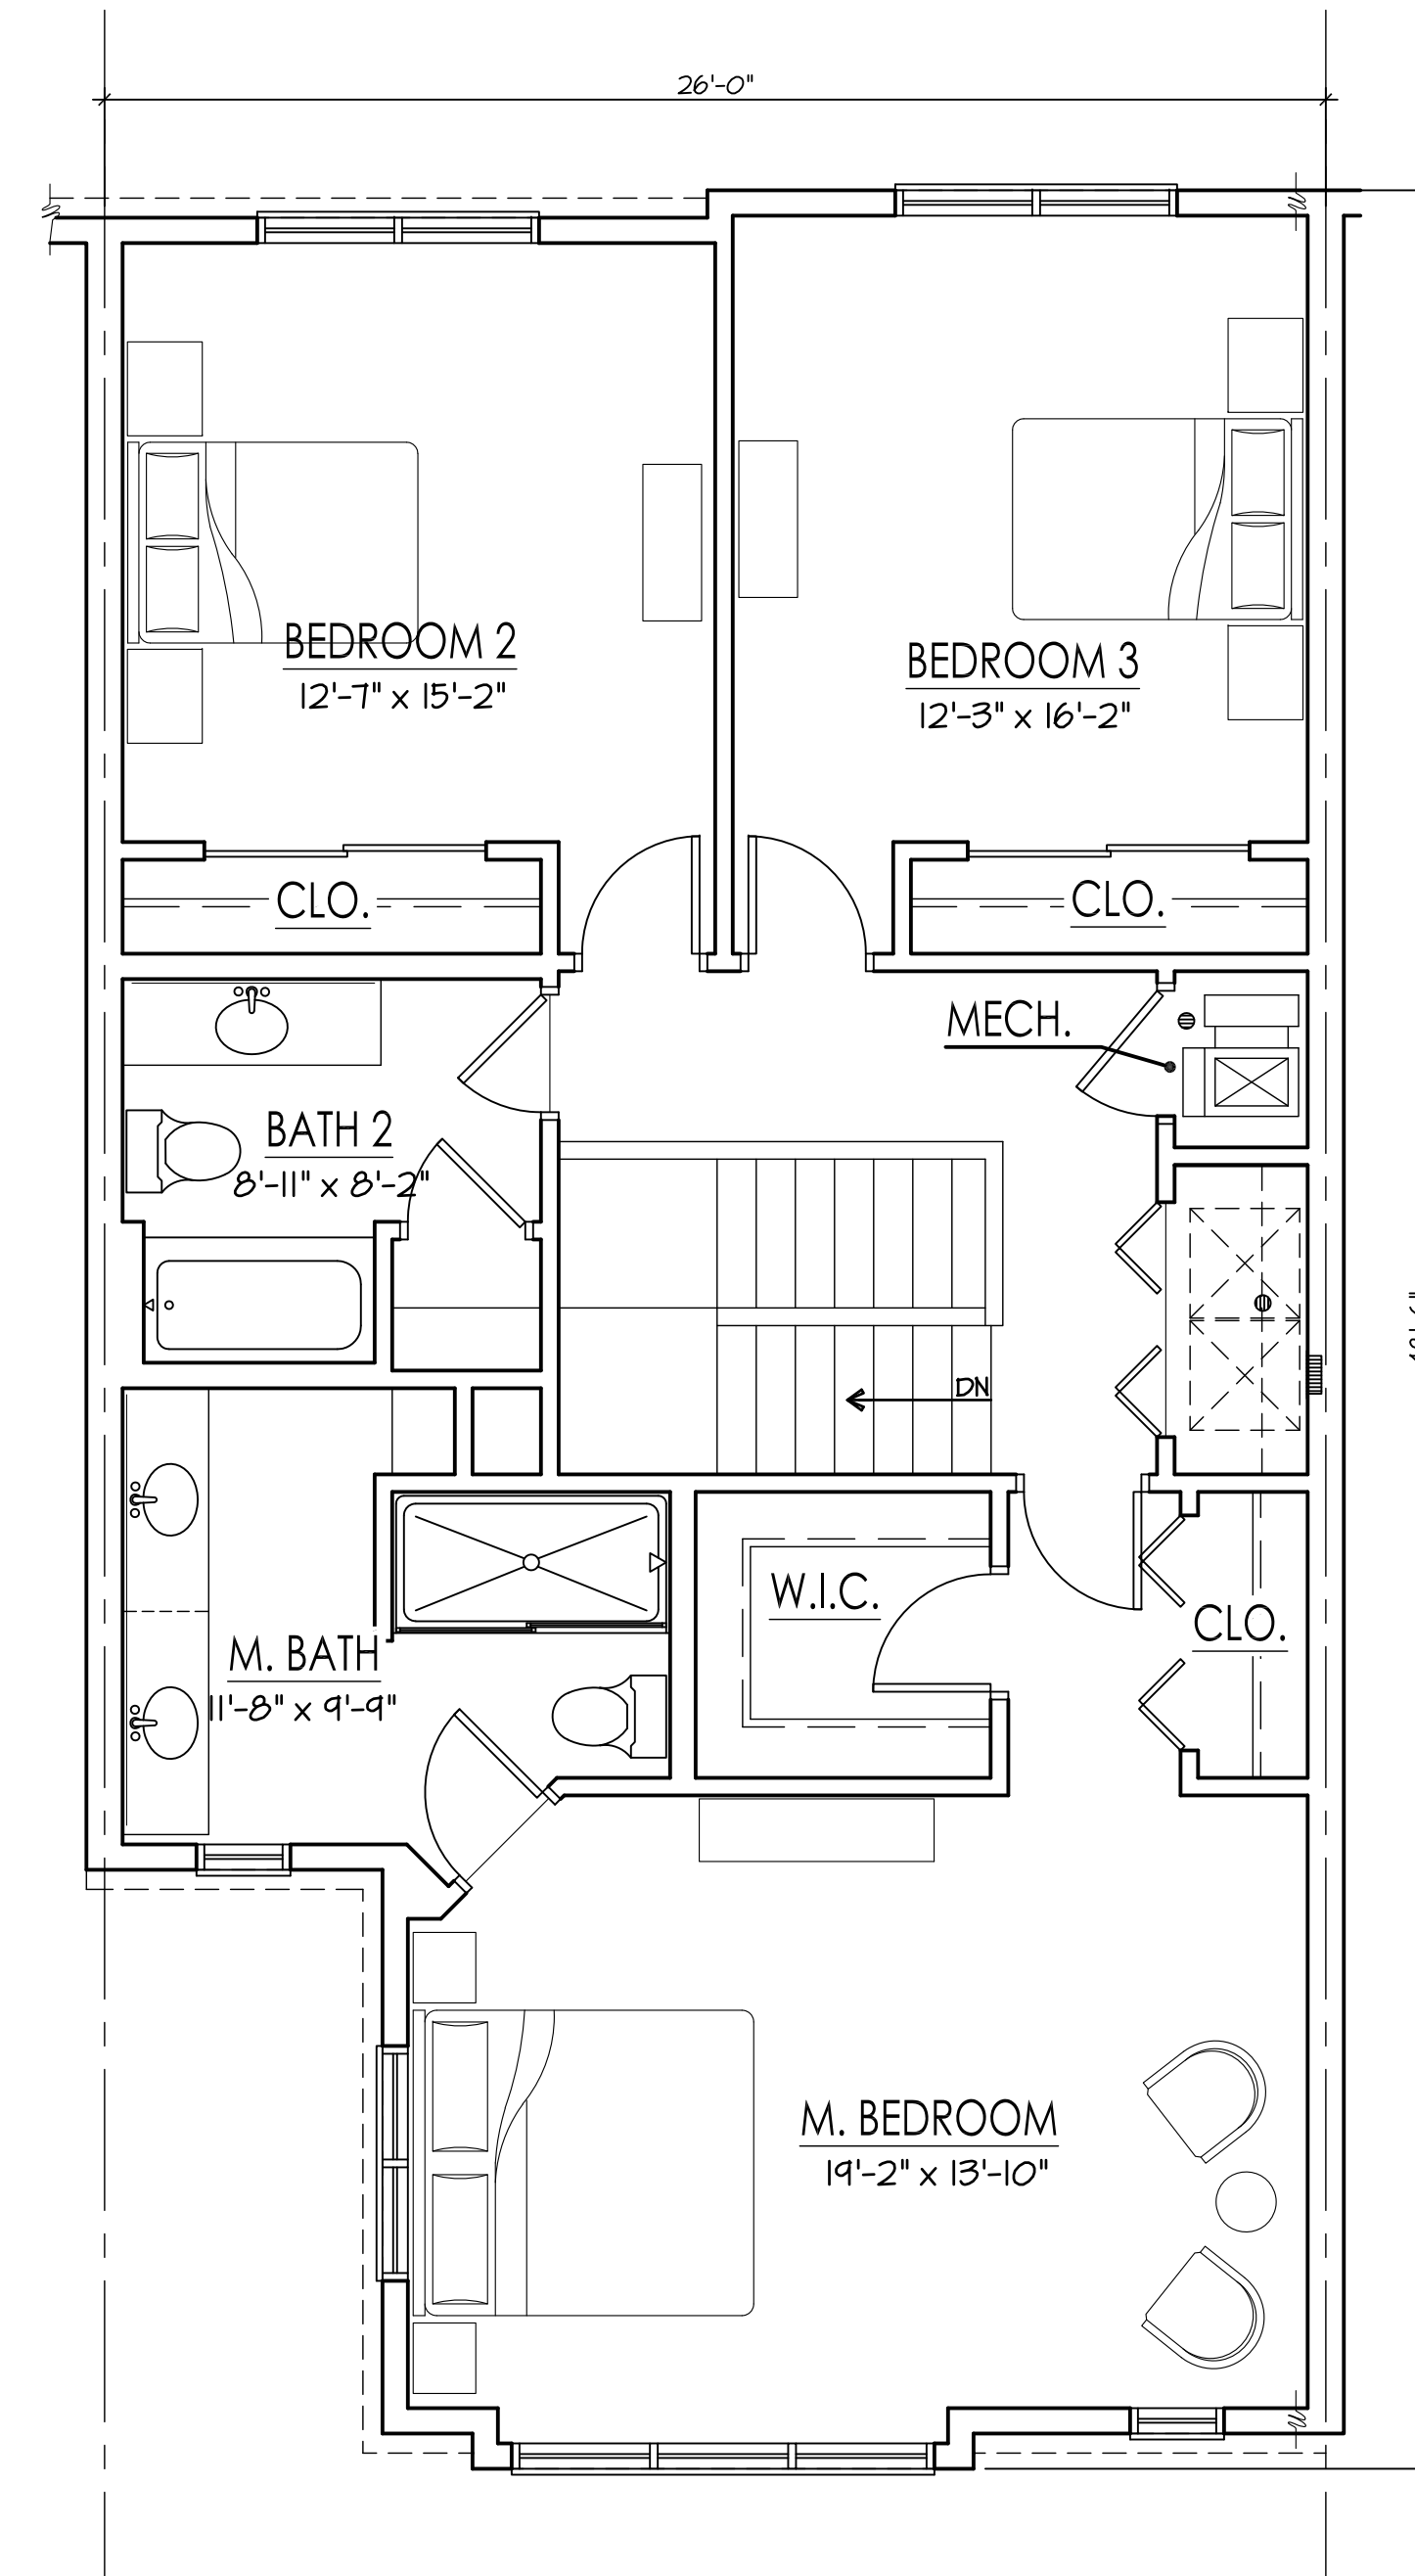 26'-0"
BEDROOM 2
12'-7" x 15'-2"
BEDROOM 3
12'-3" x 16'-2"
CLO.
CLO.
MECH.
BATH 2
8'-11" x 8'-2"
DN
W.I.C.
CLO.
M. BATH
11'-8" x 9'-9"
M. BEDROOM
19'-2" x 13'-10"